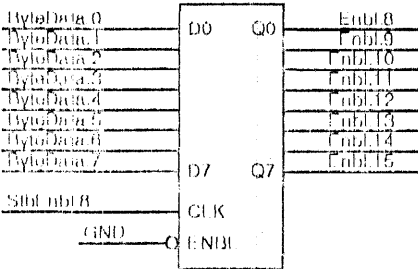 ByteData.0 D0 Q0 Enbl.8
ByteData.1 Enbl.9
ByteData.2 Enbl.10
ByteData.3 Enbl.11
ByteData.4 Enbl.12
ByteData.5 Enbl.13
ByteData.6 Enbl.14
ByteData.7 D7 Q7 Enbl.15
StbEnbl.8 CLK
GND ENBL